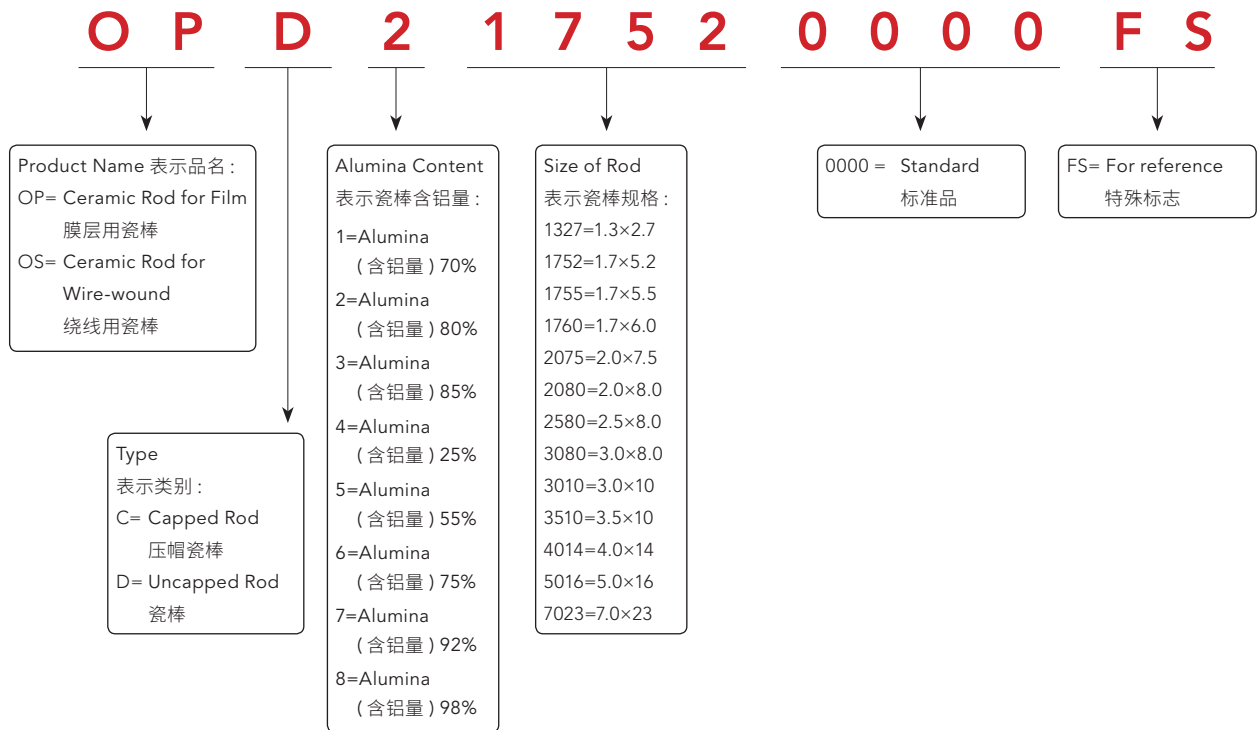 O P D 2 1 7 5 2 0 0 0 0 F S
Product Name 表示品名 :
OP= Ceramic Rod for Film
膜层用瓷棒
OS= Ceramic Rod for
Wire-wound
绕线用瓷棒
Type
表示类别 :
C= Capped Rod
压帽瓷棒
D= Uncapped Rod
瓷棒
Alumina Content
表示瓷棒含铝量 :
1=Alumina
( 含铝量 ) 70%
2=Alumina
( 含铝量 ) 80%
3=Alumina
( 含铝量 ) 85%
4=Alumina
( 含铝量 ) 25%
5=Alumina
( 含铝量 ) 55%
6=Alumina
( 含铝量 ) 75%
7=Alumina
( 含铝量 ) 92%
8=Alumina
( 含铝量 ) 98%
Size of Rod
表示瓷棒规格 :
1327=1.3×2.7
1752=1.7×5.2
1755=1.7×5.5
1760=1.7×6.0
2075=2.0×7.5
2080=2.0×8.0
2580=2.5×8.0
3080=3.0×8.0
3010=3.0×10
3510=3.5×10
4014=4.0×14
5016=5.0×16
7023=7.0×23
0000 = Standard
标准品
FS= For reference
特殊标志